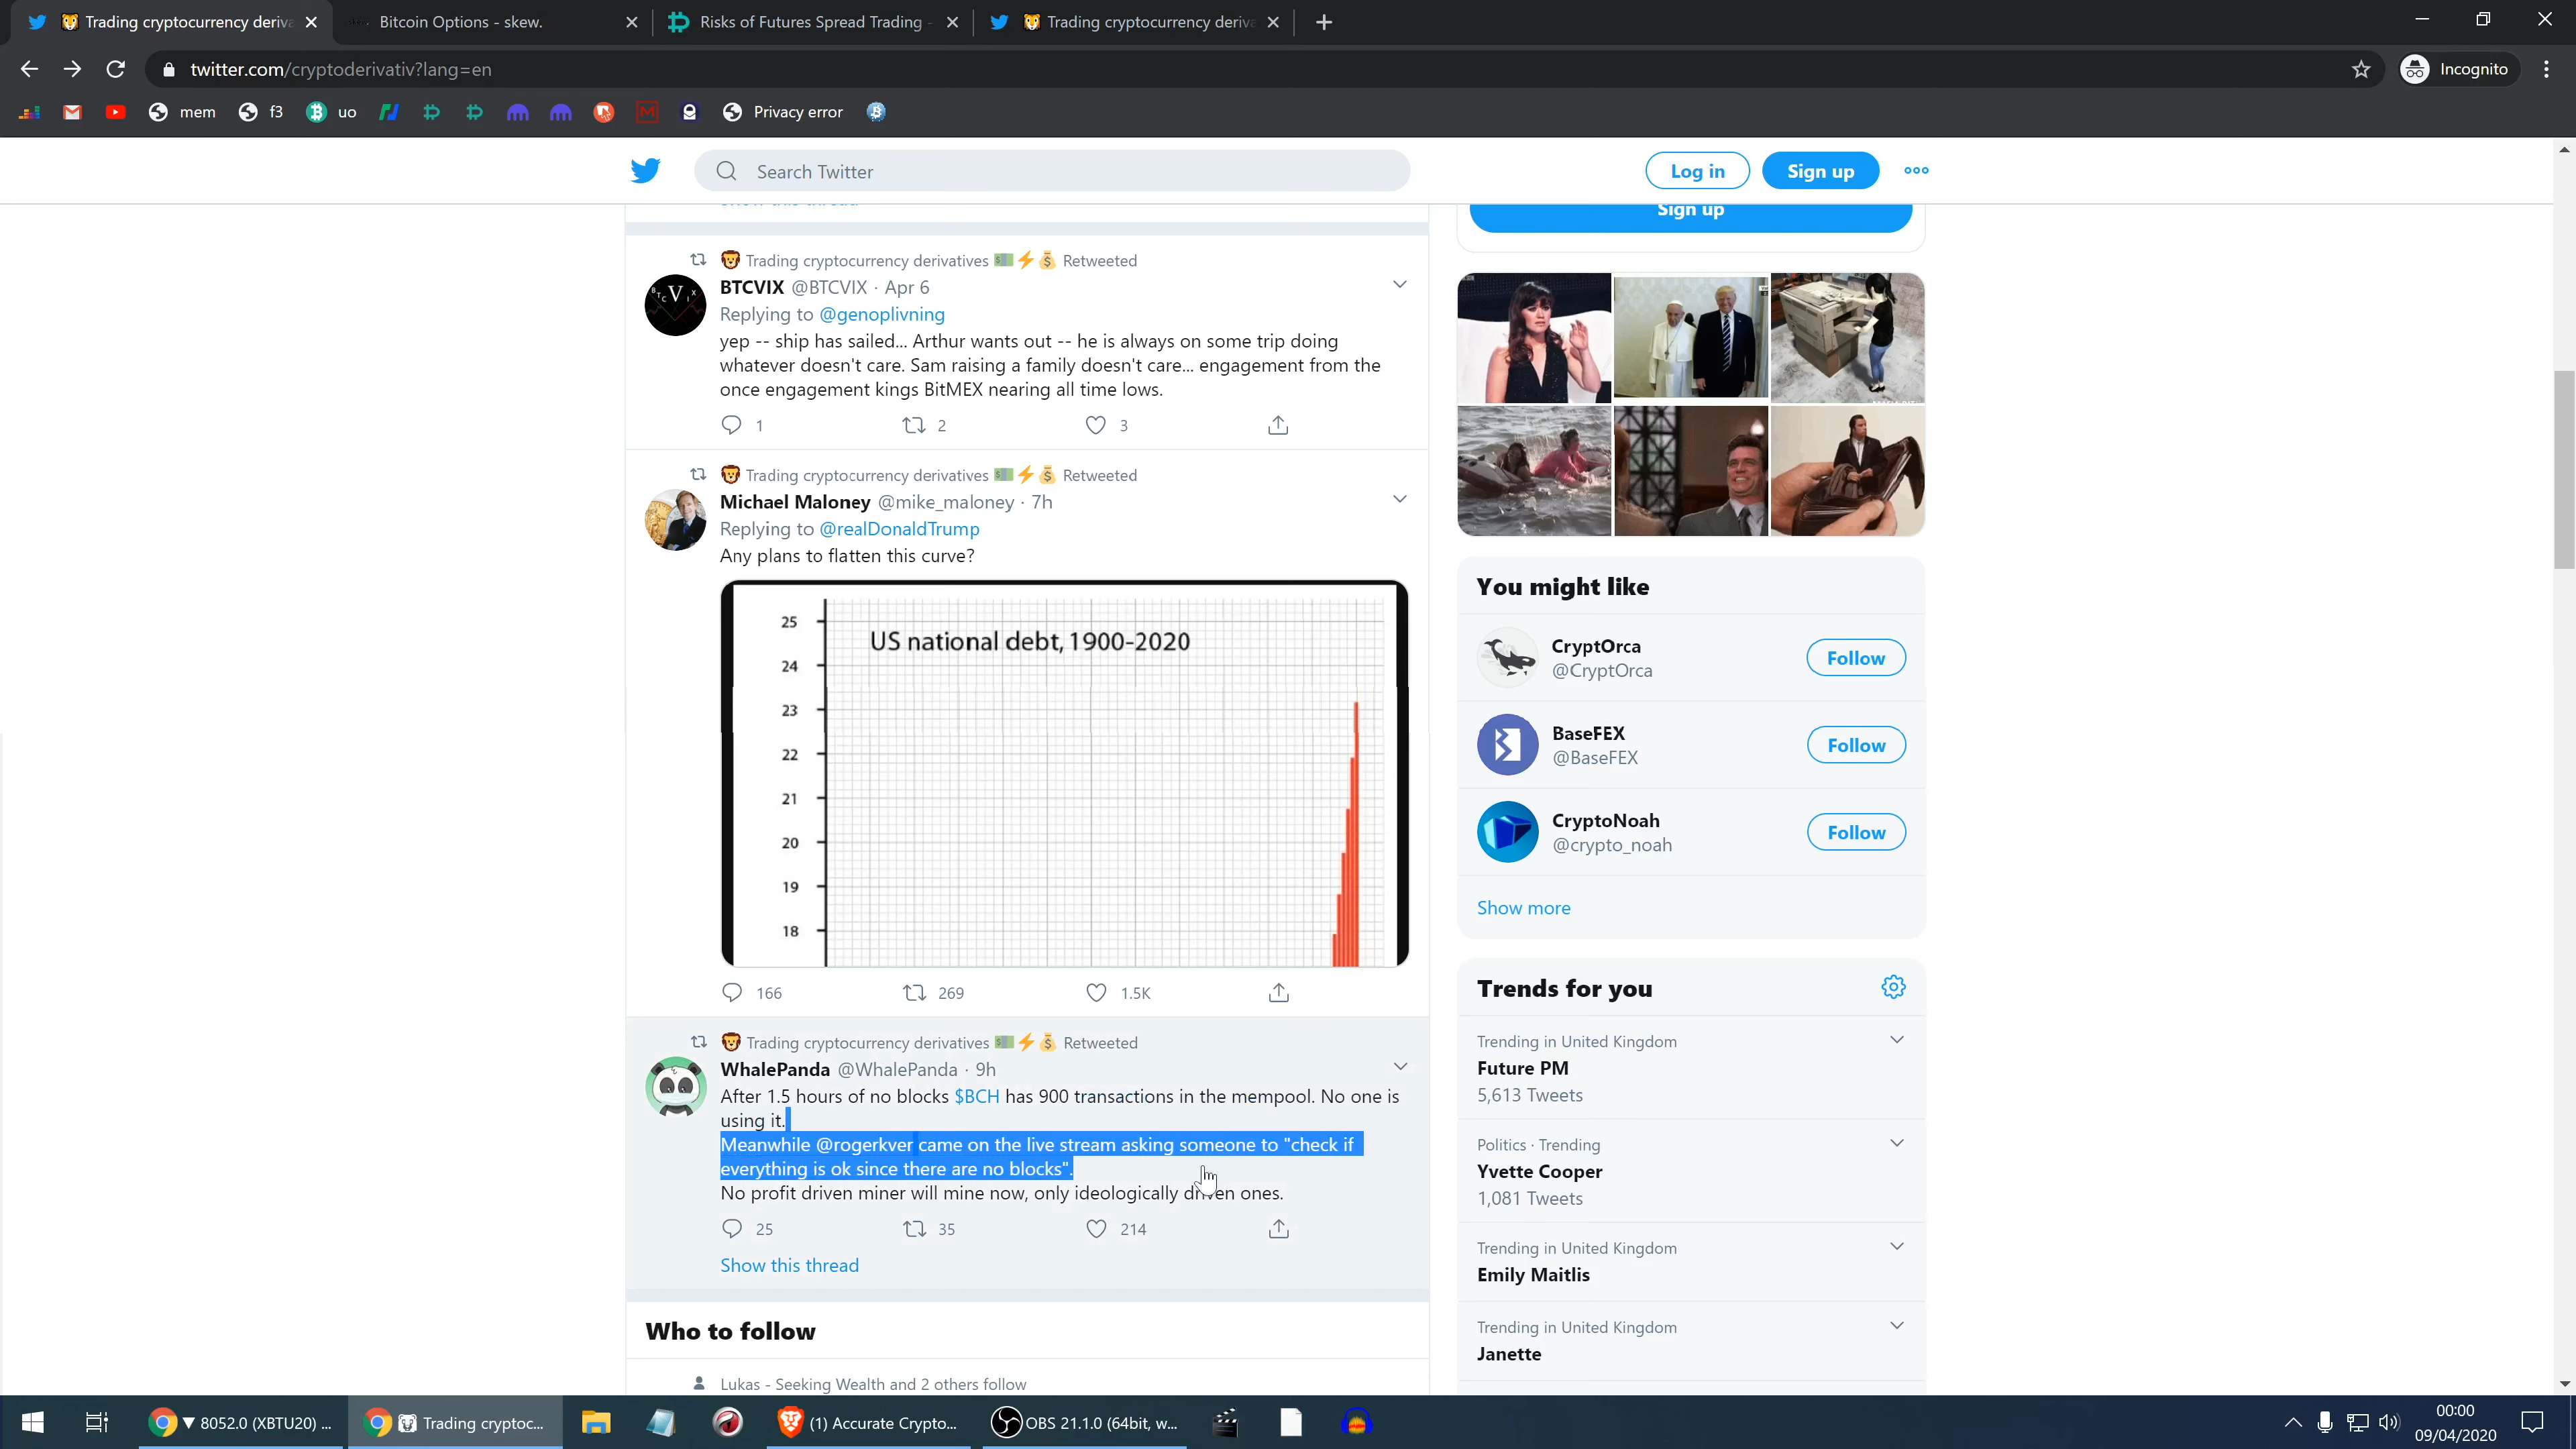 Trading cryptocurrency deriva
Bitcoin Options - skew.
Risks of Futures Spread Trading -
Trading cryptocurrency deriva
twitter.com/cryptoderivativ?lang=en
Incognito
mem
f3
uo
Privacy error
Search Twitter
Log in
Sign up
Show this thread
Sign up
Trading cryptocurrency derivatives 💵⚡💰 Retweeted
BTCVIX @BTCVIX · Apr 6
Replying to @genoplivning
yep -- ship has sailed... Arthur wants out -- he is always on some trip doing
whatever doesn't care. Sam raising a family doesn't care... engagement from the
once engagement kings BitMEX nearing all time lows.
1
2
3
Trading cryptocurrency derivatives 💵⚡💰 Retweeted
Michael Maloney @mike_maloney · 7h
Replying to @realDonaldTrump
Any plans to flatten this curve?
US national debt, 1900-2020
25
24
23
22
21
20
19
18
166
269
1.5K
Trading cryptocurrency derivatives 💵⚡💰 Retweeted
WhalePanda @WhalePanda · 9h
After 1.5 hours of no blocks $BCH has 900 transactions in the mempool. No one is
using it.
Meanwhile @rogerkver came on the live stream asking someone to "check if
everything is ok since there are no blocks".
No profit driven miner will mine now, only ideologically driven ones.
25
35
214
Show this thread
Who to follow
Lukas - Seeking Wealth and 2 others follow
You might like
CryptOrca
@CryptOrca
Follow
BaseFEX
@BaseFEX
Follow
CryptoNoah
@crypto_noah
Follow
Show more
Trends for you
Trending in United Kingdom
Future PM
5,613 Tweets
Politics · Trending
Yvette Cooper
1,081 Tweets
Trending in United Kingdom
Emily Maitlis
Trending in United Kingdom
Janette
▼ 8052.0 (XBTU20) ...
Trading cryptoc...
(1) Accurate Crypto...
OBS 21.1.0 (64bit, w...
00:00
09/04/2020